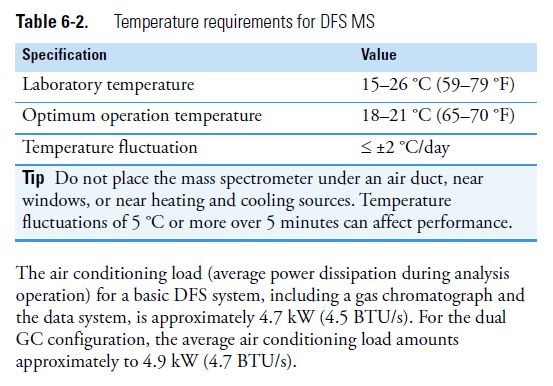 Table 6-2. Temperature requirements for DFS MS
Specification Value
Laboratory temperature 15–26 °C (59–79 °F)
Optimum operation temperature 18–21 °C (65–70 °F)
Temperature fluctuation ≤ ±2 °C/day
Tip Do not place the mass spectrometer under an air duct, near
windows, or near heating and cooling sources. Temperature
fluctuations of 5 °C or more over 5 minutes can affect performance.
The air conditioning load (average power dissipation during analysis
operation) for a basic DFS system, including a gas chromatograph and
the data system, is approximately 4.7 kW (4.5 BTU/s). For the dual
GC configuration, the average air conditioning load amounts
approximately to 4.9 kW (4.7 BTU/s).